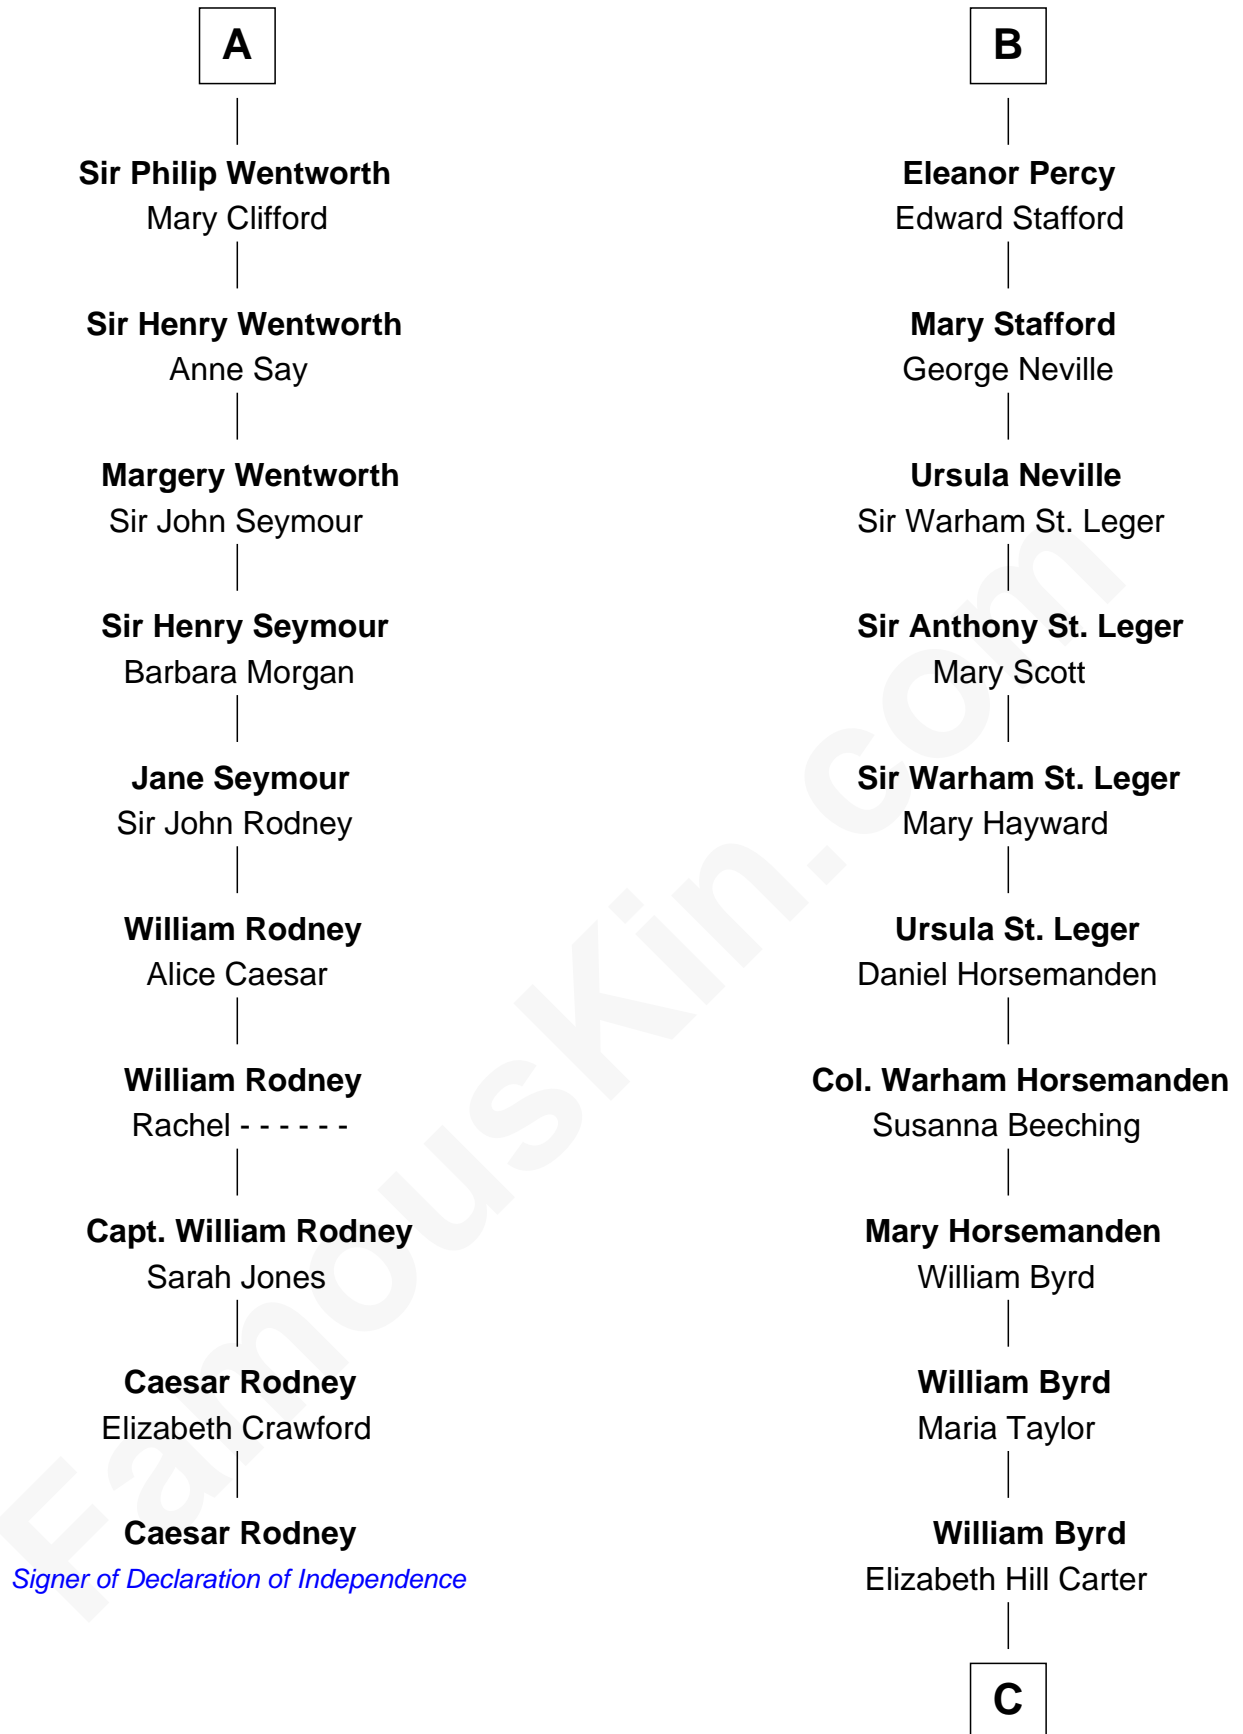 A
Sir Philip Wentworth
Mary Clifford
Sir Henry Wentworth
Anne Say
Margery Wentworth
Sir John Seymour
Sir Henry Seymour
Barbara Morgan
Jane Seymour
Sir John Rodney
William Rodney
Alice Caesar
William Rodney
Rachel - - - - - -
Capt. William Rodney
Sarah Jones
Caesar Rodney
Elizabeth Crawford
Caesar Rodney
Signer of Declaration of Independence
B
Eleanor Percy
Edward Stafford
Mary Stafford
George Neville
Ursula Neville
Sir Warham St. Leger
Sir Anthony St. Leger
Mary Scott
Sir Warham St. Leger
Mary Hayward
Ursula St. Leger
Daniel Horsemanden
Col. Warham Horsemanden
Susanna Beeching
Mary Horsemanden
William Byrd
William Byrd
Maria Taylor
William Byrd
Elizabeth Hill Carter
C
FamousKin.com